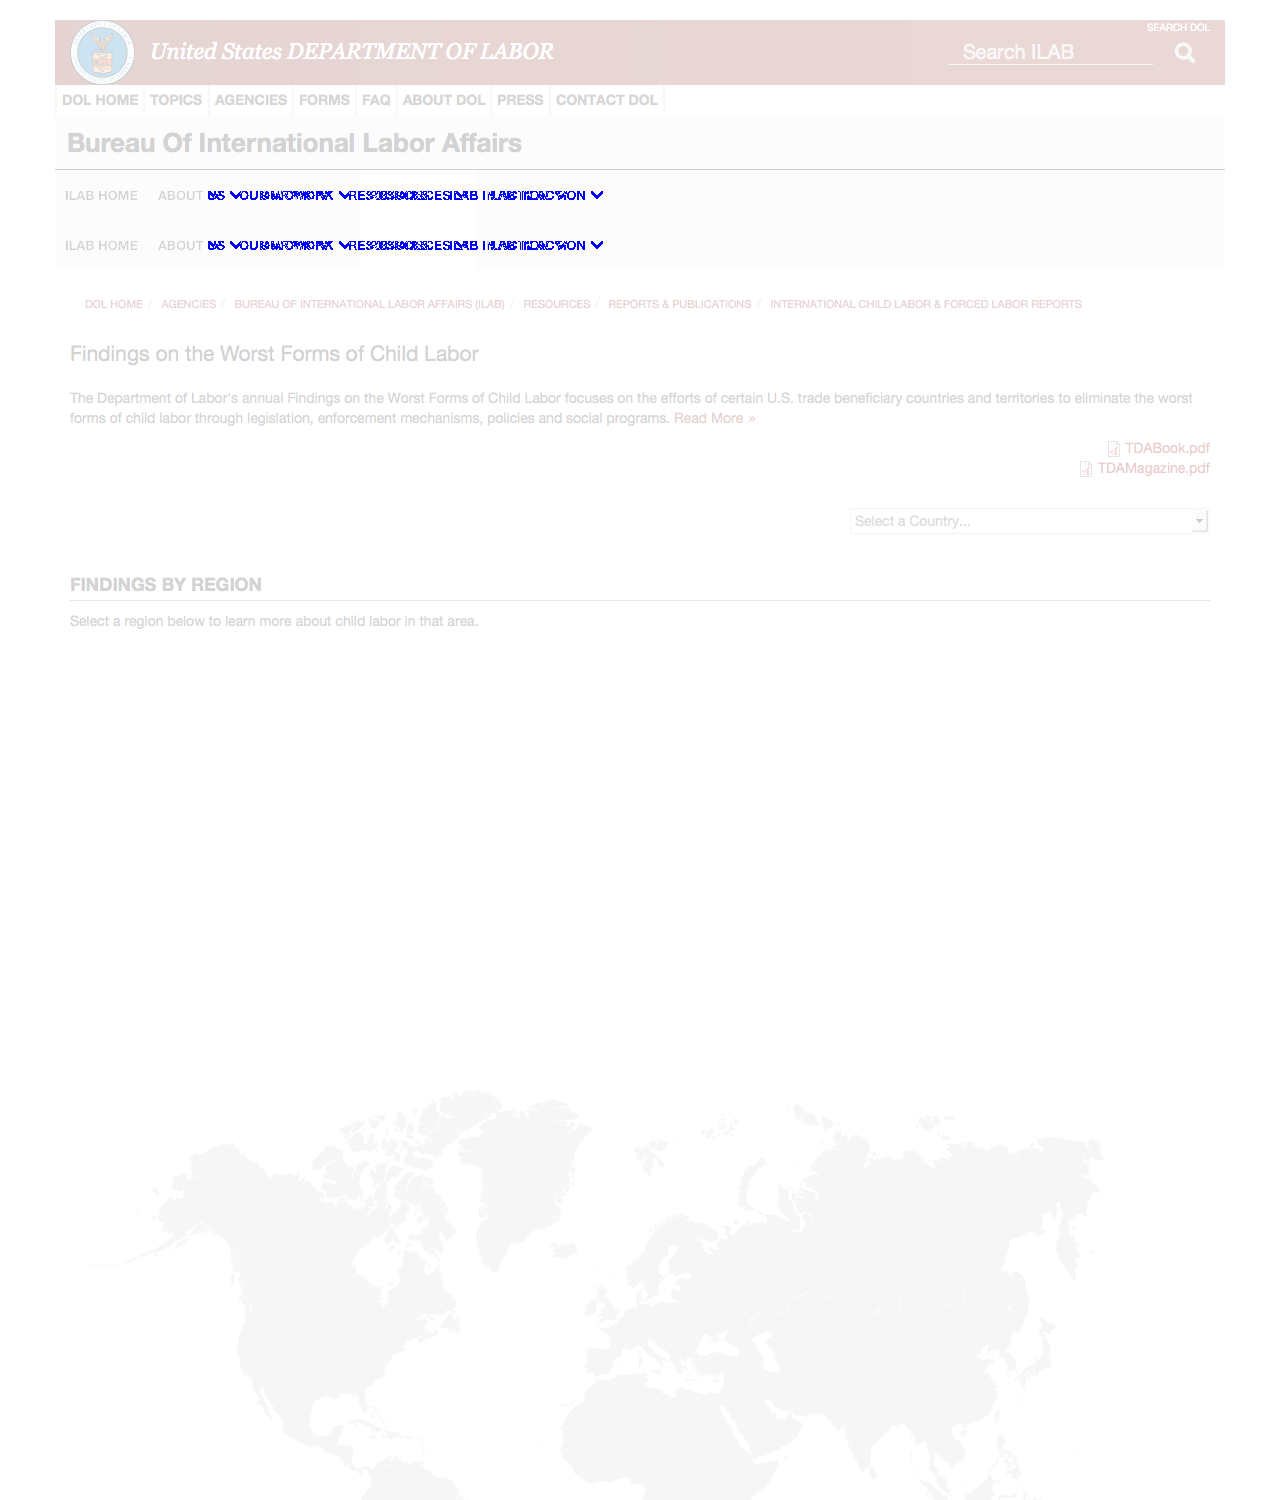 SEARCH DOL
United States DEPARTMENT OF LABOR
Search ILAB
DOL HOME TOPICS AGENCIES FORMS FAQ ABOUT DOL PRESS CONTACT DOL
Bureau Of International Labor Affairs
ILAB HOME ABOUT
ILAB HOME ABOUT
DOL HOME / AGENCIES / BUREAU OF INTERNATIONAL LABOR AFFAIRS (ILAB) / RESOURCES / REPORTS & PUBLICATIONS / INTERNATIONAL CHILD LABOR & FORCED LABOR REPORTS
Findings on the Worst Forms of Child Labor
The Department of Labor's annual Findings on the Worst Forms of Child Labor focuses on the efforts of certain U.S. trade beneficiary countries and territories to eliminate the worst
forms of child labor through legislation, enforcement mechanisms, policies and social programs. Read More »
TDABook.pdf
TDAMagazine.pdf
Select a Country...
FINDINGS BY REGION
Select a region below to learn more about child labor in that area.